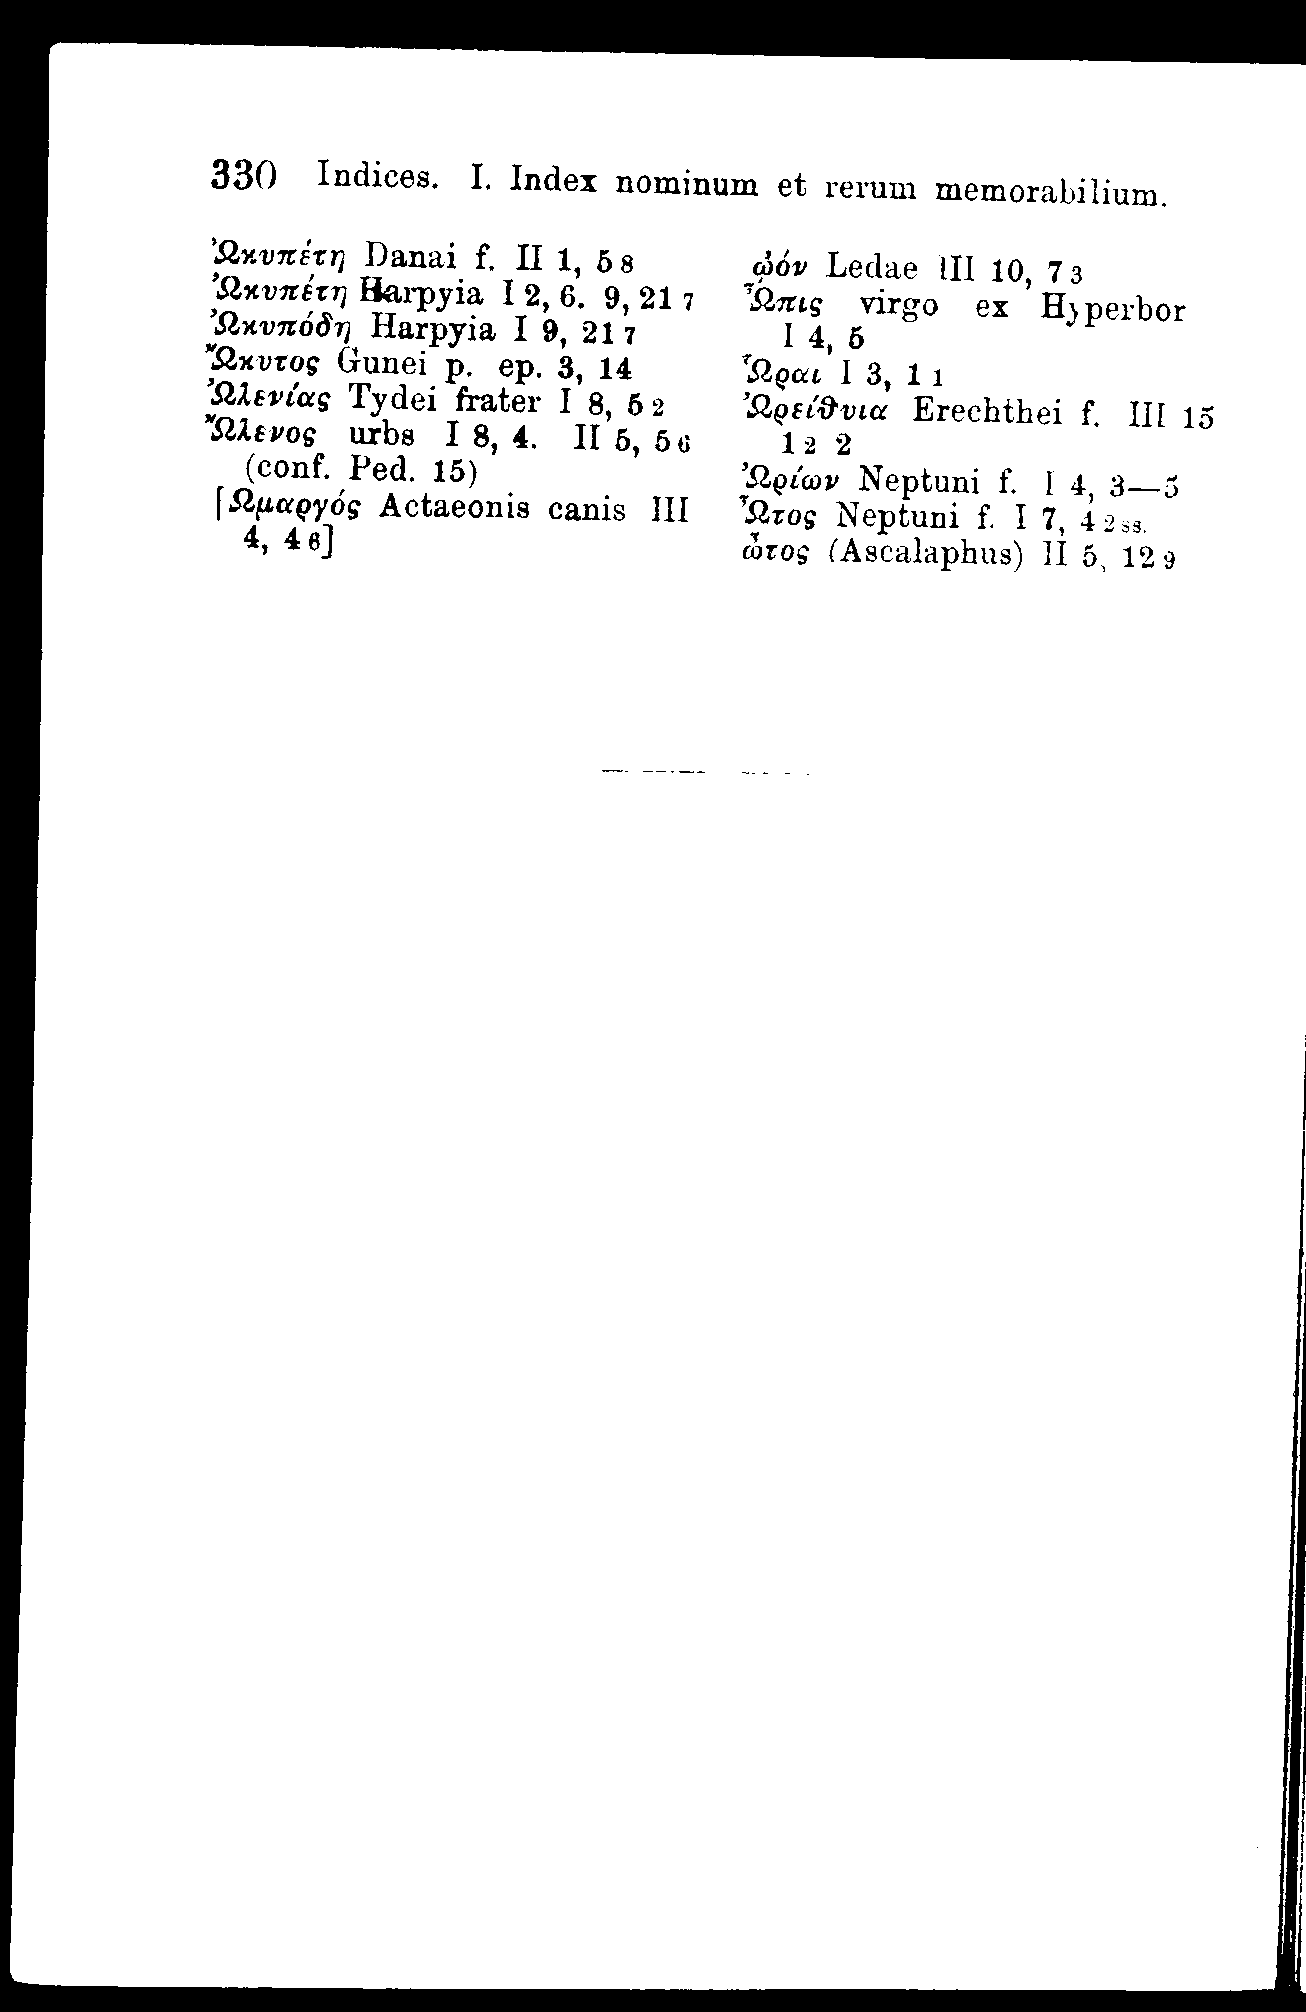 330 Indices. I. Index nominum et rerum memorabilium.
Ὠκυπέτη Danai f. II 1, 5 8
Ὠκυπέτη Harpyia I 2, 6. 9, 21 7
Ὠκυπόδη Harpyia I 9, 21 7
Ὤκυτος Gunei p. ep. 3, 14
Ὠλενίας Tydei frater I 8, 5 2
Ὤλενος urbs I 8, 4. II 5, 5 6
(conf. Ped. 15)
[Ὠμαργός Actaeonis canis III
4, 4 6]
ᾠόν Ledae III 10, 7 3
Ὦπις virgo ex Hyperbor
I 4, 5
Ὧραι I 3, 1 1
Ὠρείθυια Erechthei f. III 15
1 2 2
Ὠρίων Neptuni f. I 4, 3—5
Ὦτος Neptuni f. I 7, 4 2 ss.
ὦτος (Ascalaphus) II 5, 12 9